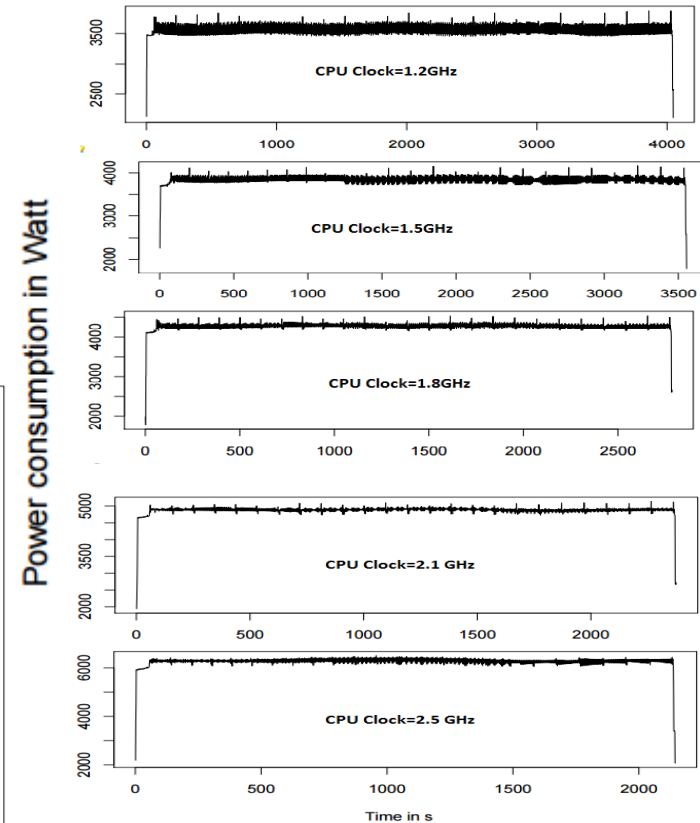 Power consumption in Watt
3500
2500
CPU Clock=1.2GHz
0 1000 2000 3000 4000
4000
3000
2000
CPU Clock=1.5GHz
0 500 1000 1500 2000 2500 3000 3500
4000
3000
2000
CPU Clock=1.8GHz
0 500 1000 1500 2000 2500
5000
3500
2000
CPU Clock=2.1 GHz
0 500 1000 1500 2000
6000
4000
2000
CPU Clock=2.5 GHz
0 500 1000 1500 2000
Time in s